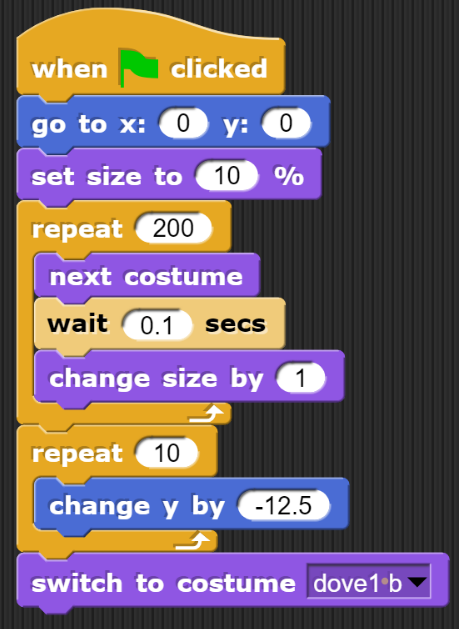 when clicked
go to x: 0 y: 0
set size to 10 %
repeat 200
next costume
wait 0.1 secs
change size by 1
repeat 10
change y by -12.5
switch to costume dove1·b